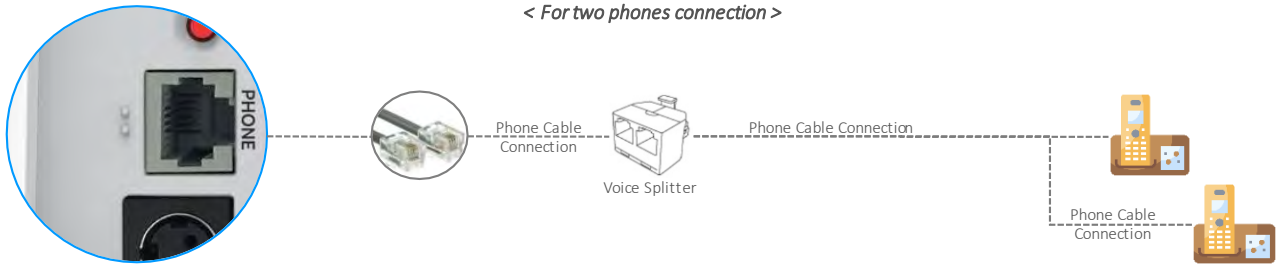 < For two phones connection >
PHONE
Phone Cable
Connection
Voice Splitter
Phone Cable Connection
Phone Cable
Connection